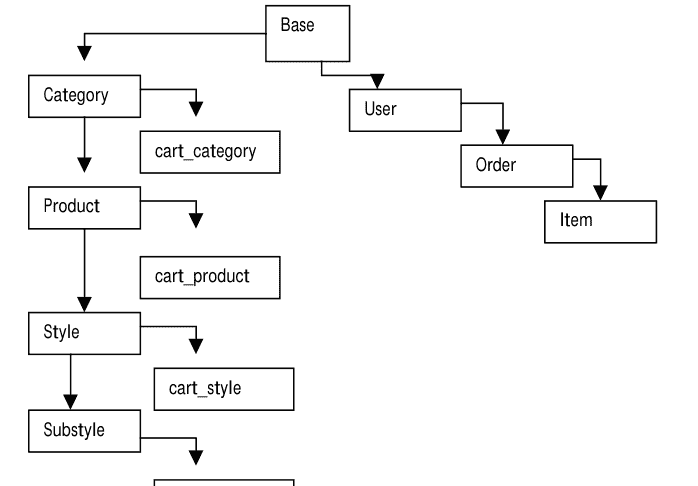 Base
Category
User
cart_category
Order
Product
Item
cart_product
Style
cart_style
Substyle